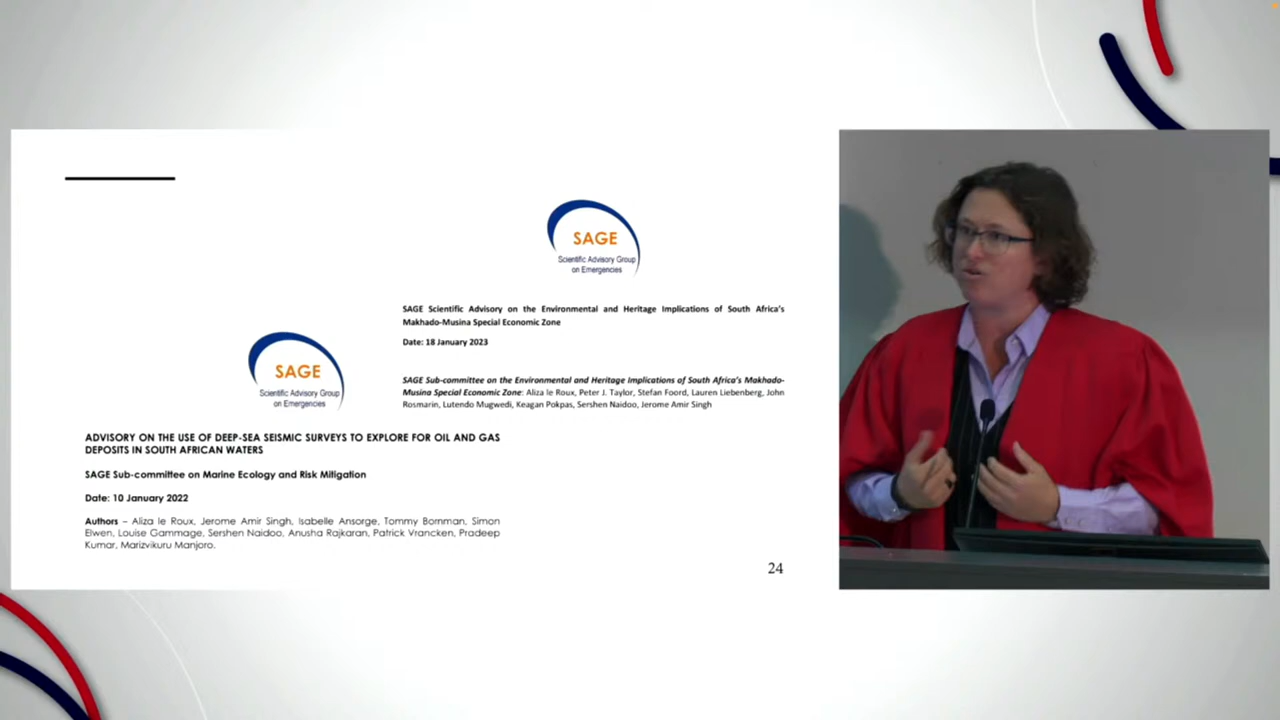 SAGE
Scientific Advisory Group
on Emergencies
SAGE Scientific Advisory on the Environmental and Heritage Implications of South Africa's
Makhado-Musina Special Economic Zone
Date: 18 January 2023
SAGE Sub-committee on the Environmental and Heritage Implications of South Africa's Makhado-
Musina Special Economic Zone: Aliza le Roux, Peter J. Taylor, Stefan Foord, Lauren Liebenberg, John
Rosmarin, Lutendo Mugwedi, Keagan Pokpas, Sershen Naidoo, Jerome Amir Singh
SAGE
Scientific Advisory Group
on Emergencies
ADVISORY ON THE USE OF DEEP-SEA SEISMIC SURVEYS TO EXPLORE FOR OIL AND GAS
DEPOSITS IN SOUTH AFRICAN WATERS
SAGE Sub-committee on Marine Ecology and Risk Mitigation
Date: 10 January 2022
Authors – Aliza le Roux, Jerome Amir Singh, Isabelle Ansorge, Tommy Bornman, Simon
Elwen, Louise Gammage, Sershen Naidoo, Anusha Rajkaran, Patrick Vrancken, Pradeep
Kumar, Marizvikuru Manjoro.
24